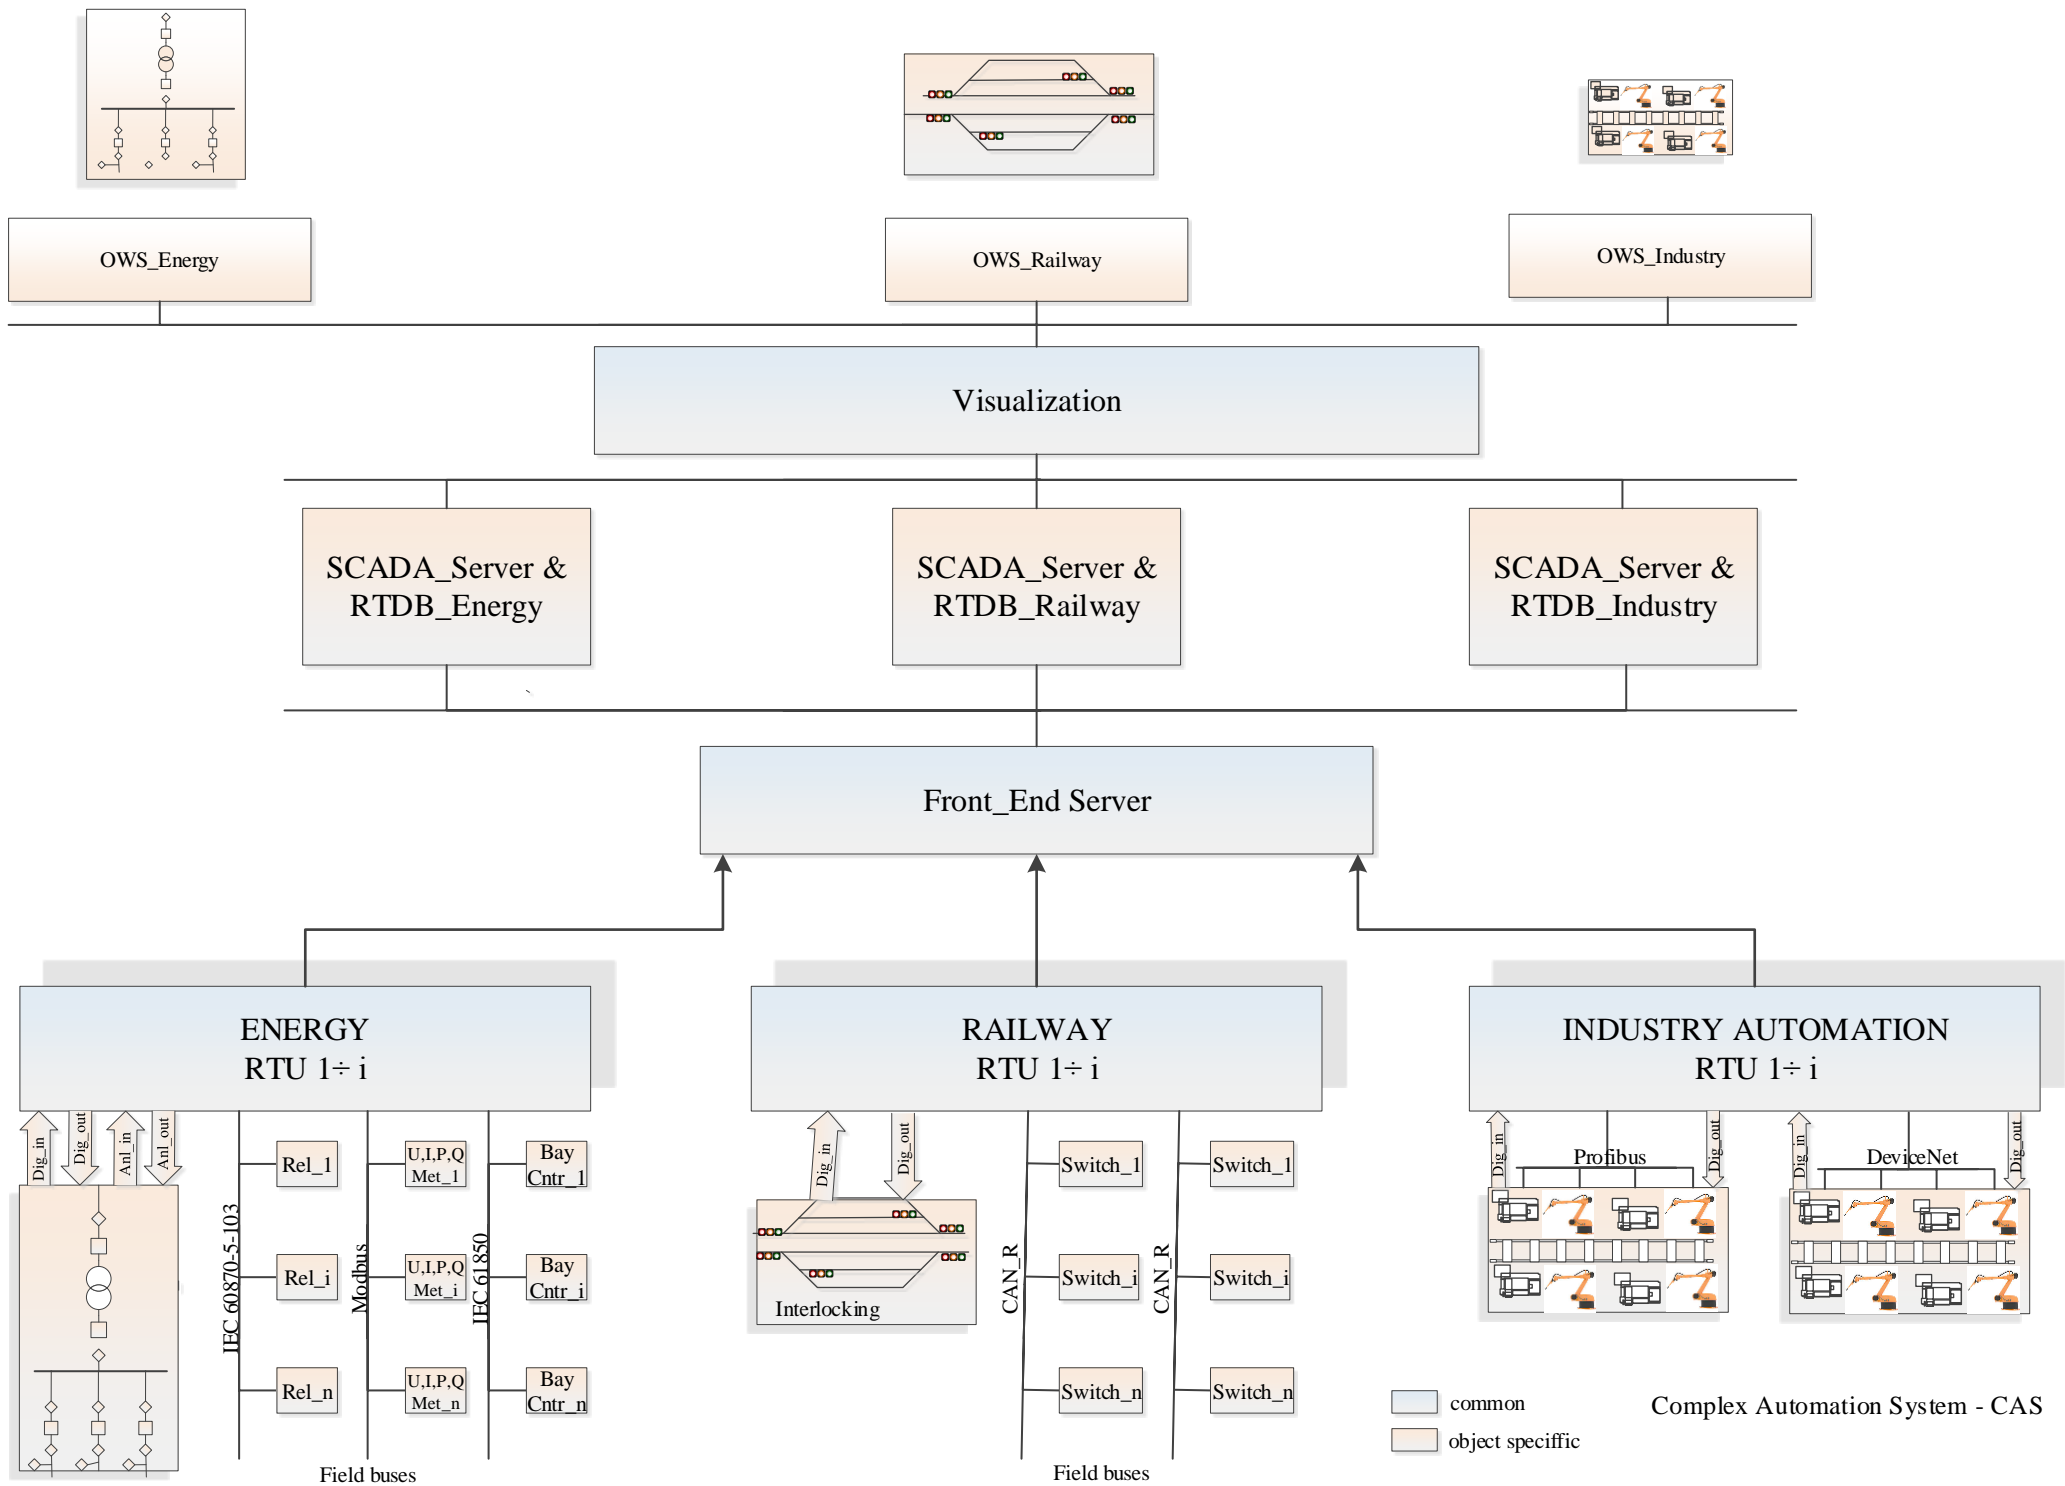 OWS_Energy
OWS_Railway
OWS_Industry
Visualization
SCADA_Server &
RTDB_Energy
SCADA_Server &
RTDB_Railway
SCADA_Server &
RTDB_Industry
Front_End Server
ENERGY
RTU 1÷ i
RAILWAY
RTU 1÷ i
INDUSTRY AUTOMATION
RTU 1÷ i
Dig_in
Dig_out
Anl_in
Anl_out
IEC 60870-5-103
Rel_1
Rel_i
Rel_n
Modbus
U,I,P,Q
Met_1
U,I,P,Q
Met_i
U,I,P,Q
Met_n
IEC 61850
Bay
Cntr_1
Bay
Cntr_i
Bay
Cntr_n
Field buses
Dig_in
Dig_out
Interlocking
CAN_R
Switch_1
Switch_i
Switch_n
CAN_R
Switch_1
Switch_i
Switch_n
Field buses
Dig_in
Profibus
Dig_out
Dig_in
DeviceNet
Dig_out
common
object speciffic
Complex Automation System - CAS